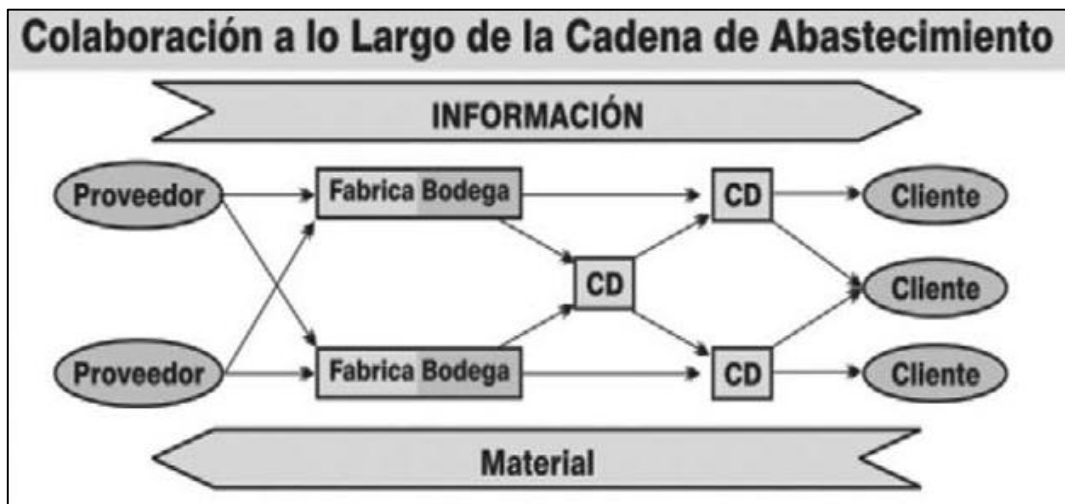 Colaboración a lo Largo de la Cadena de Abastecimiento
INFORMACIÓN
Proveedor
Fabrica Bodega
CD
Cliente
CD
Cliente
Proveedor
Fabrica Bodega
CD
Cliente
Material